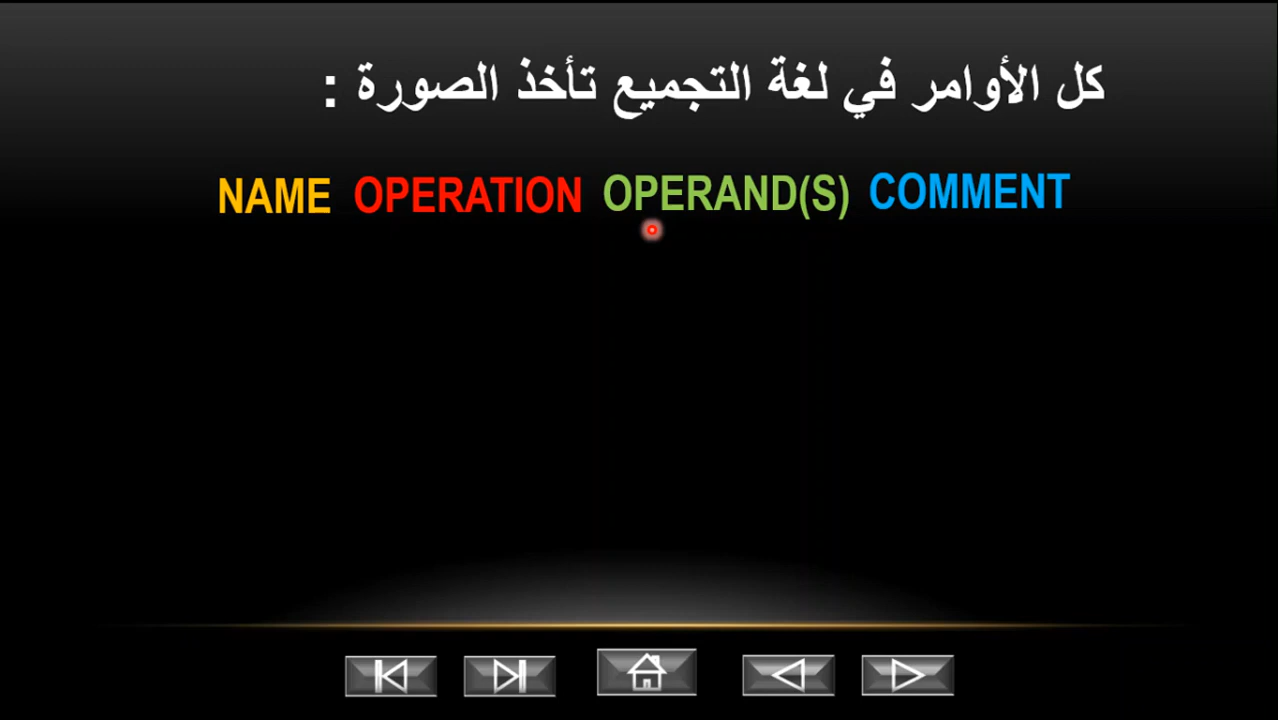 كل الأوامر في لغة التجميع تأخذ الصورة :
NAME OPERATION OPERAND(S) COMMENT